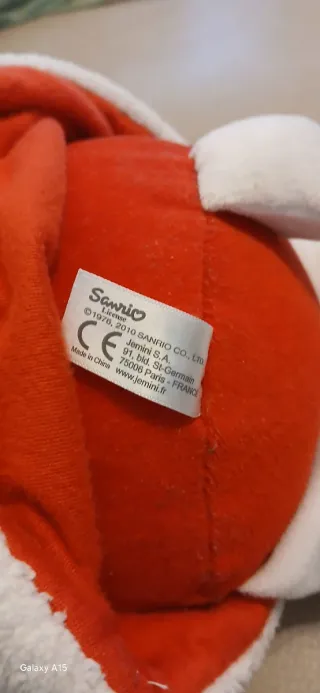 Sanrio
License
©1976, 2010 SANRIO CO., LTD
CE
Jemini S.A.
91, bld. St-Germain
75006 Paris - FRANCE
Made in China
www.jemini.fr
Galaxy A15